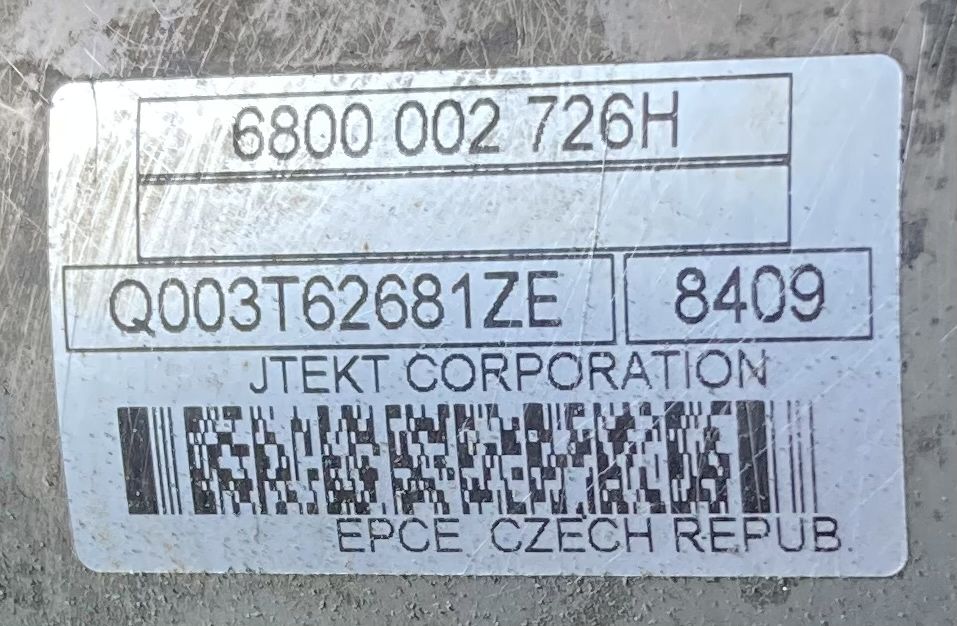 6800 002 726H
Q003T62681ZE 8409
JTEKT CORPORATION
EPCE CZECH REPUB.